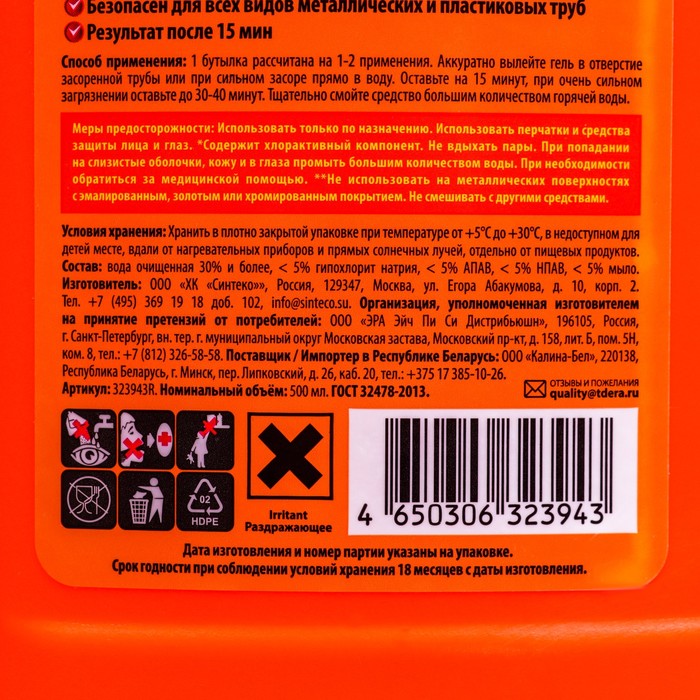 Безопасен для всех видов металлических и пластиковых труб
Результат после 15 мин
Способ применения: 1 бутылка рассчитана на 1-2 применения. Аккуратно вылейте гель в отверстие
засоренной трубы или при сильном засоре прямо в воду. Оставьте на 15 минут, при очень сильном
загрязнении оставьте до 30-40 минут. Тщательно смойте средство большим количеством горячей воды.
Меры предосторожности: Использовать только по назначению. Использовать перчатки и средства
защиты лица и глаз. *Содержит хлорактивный компонент. Не вдыхать пары. При попадании
на слизистые оболочки, кожу и в глаза промыть большим количеством воды. При необходимости
обратиться за медицинской помощью. **Не использовать на металлических поверхностях
с эмалированным, золотым или хромированным покрытием. Не смешивать с другими средствами.
Условия хранения: Хранить в плотно закрытой упаковке при температуре от +5°С до +30°С, в недоступном для
детей месте, вдали от нагревательных приборов и прямых солнечных лучей, отдельно от пищевых продуктов.
Состав: вода очищенная 30% и более, < 5% гипохлорит натрия, < 5% АПАВ, < 5% НПАВ, < 5% мыло.
Изготовитель: ООО «ХК «Синтеко»», Россия, 129347, Москва, ул. Егора Абакумова, д. 10, корп. 2.
Тел. +7 (495) 369 19 18 доб. 102, info@sinteco.su. Организация, уполномоченная изготовителем
на принятие претензий от потребителей: ООО «ЭРА Эйч Пи Си Дистрибьюшн», 196105, Россия,
г. Санкт-Петербург, вн. тер. г. муниципальный округ Московская застава, Московский пр-кт, д. 158, лит. Б, пом. 5Н,
ком. 8, тел.: +7 (812) 326-58-58. Поставщик / Импортер в Республике Беларусь: ООО «Калина-Бел», 220138,
Республика Беларусь, г. Минск, пер. Липковский, д. 26, каб. 20, тел.: +375 17 385-10-26.
Артикул: 323943R. Номинальный объём: 500 мл. ГОСТ 32478-2013.
ОТЗЫВЫ И ПОЖЕЛАНИЯ
quality@tdera.ru
02
HDPE
Irritant
Раздражающее
4 650306 323943
Дата изготовления и номер партии указаны на упаковке.
Срок годности при соблюдении условий хранения 18 месяцев с даты изготовления.